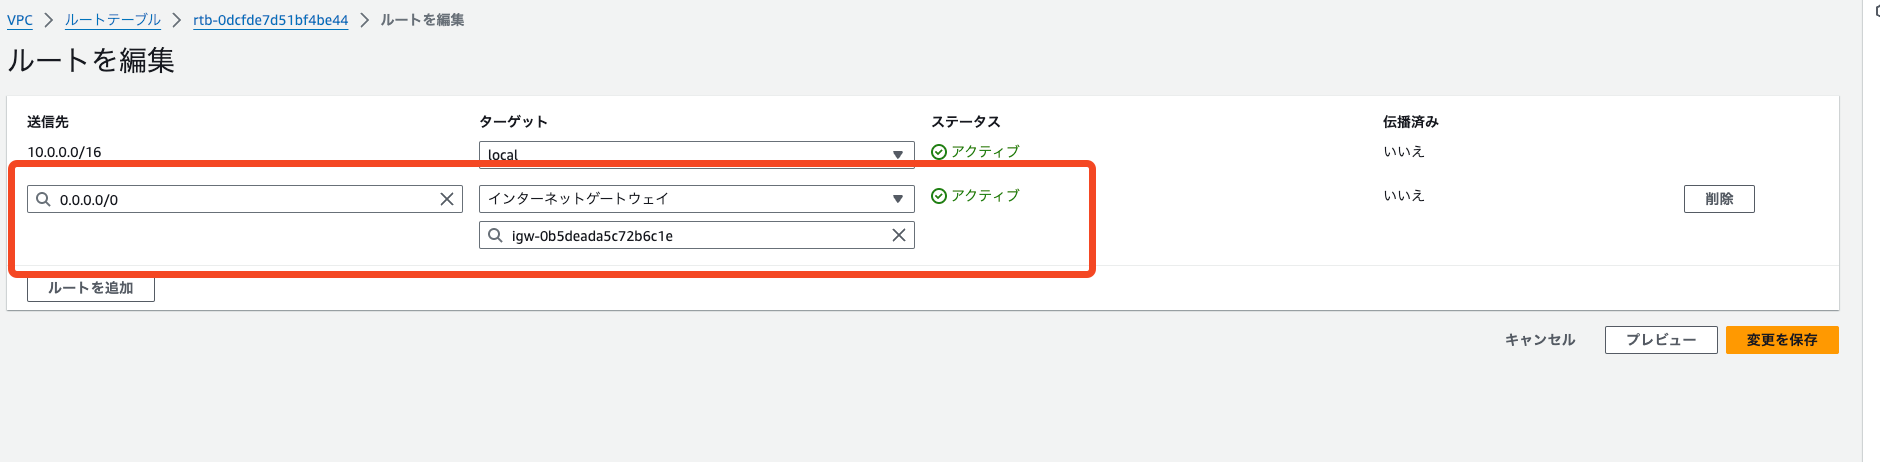 VPC > ルートテーブル > rtb-0dcfde7d51bf4be44 > ルートを編集
ルートを編集
送信先 ターゲット ステータス 伝播済み
10.0.0.0/16 local アクティブ いいえ
0.0.0.0/0 インターネットゲートウェイ アクティブ いいえ 削除
igw-0b5deada5c72b6c1e
ルートを追加
キャンセル プレビュー 変更を保存